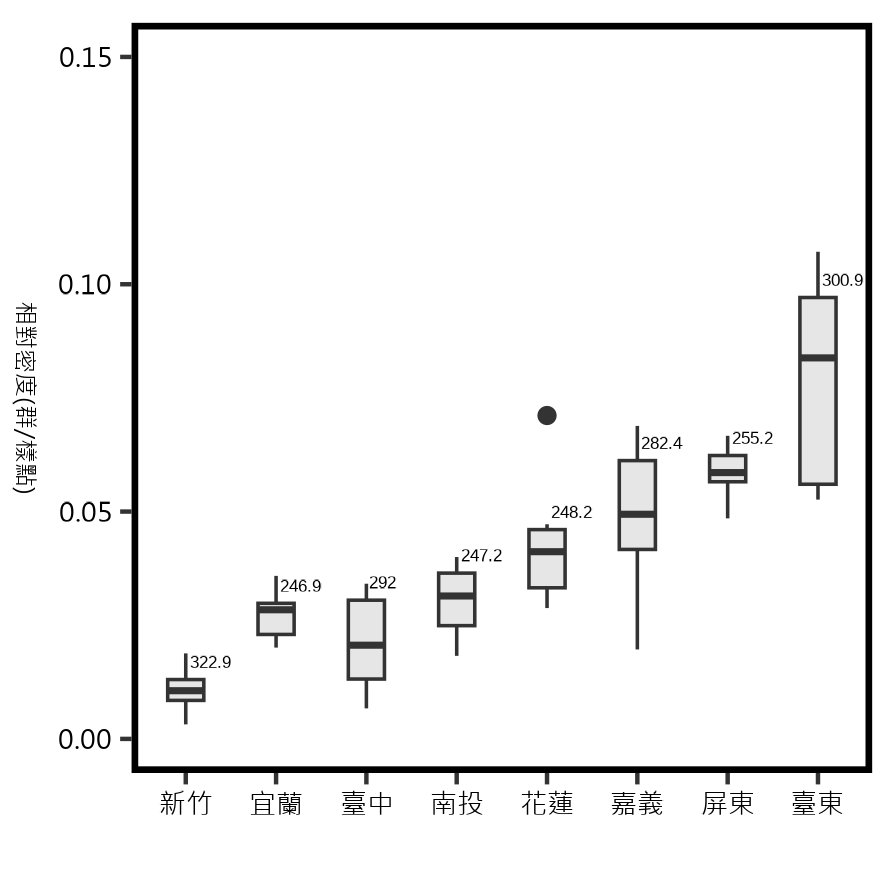 0.15
0.10
0.05
0.00
相對密度(群/樣點)
322.9
246.9
292
247.2
248.2
282.4
255.2
300.9
新竹
宜蘭
臺中
南投
花蓮
嘉義
屏東
臺東